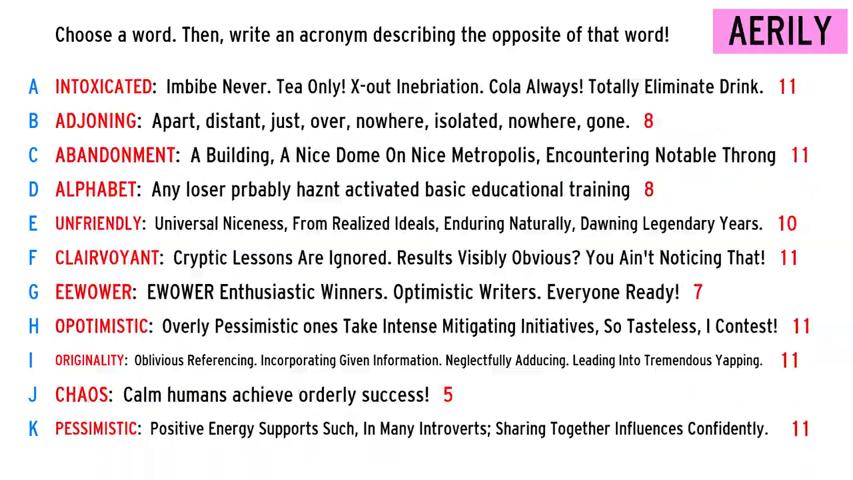 Choose a word. Then, write an acronym describing the opposite of that word!
AERILY
A INTOXICATED: Imbibe Never. Tea Only! X-out Inebriation. Cola Always! Totally Eliminate Drink. 11
B ADJONING: Apart, distant, just, over, nowhere, isolated, nowhere, gone. 8
C ABANDONMENT: A Building, A Nice Dome On Nice Metropolis, Encountering Notable Throng 11
D ALPHABET: Any loser prbably haznt activated basic educational training 8
E UNFRIENDLY: Universal Niceness, From Realized Ideals, Enduring Naturally, Dawning Legendary Years. 10
F CLAIRVOYANT: Cryptic Lessons Are Ignored. Results Visibly Obvious? You Ain't Noticing That! 11
G EEWOWER: EWOWER Enthusiastic Winners. Optimistic Writers. Everyone Ready! 7
H OPOTIMISTIC: Overly Pessimistic ones Take Intense Mitigating Initiatives, So Tasteless, I Contest! 11
I ORIGINALITY: Oblivious Referencing. Incorporating Given Information. Neglectfully Adducing. Leading Into Tremendous Yapping. 11
J CHAOS: Calm humans achieve orderly success! 5
K PESSIMISTIC: Positive Energy Supports Such, In Many Introverts; Sharing Together Influences Confidently. 11